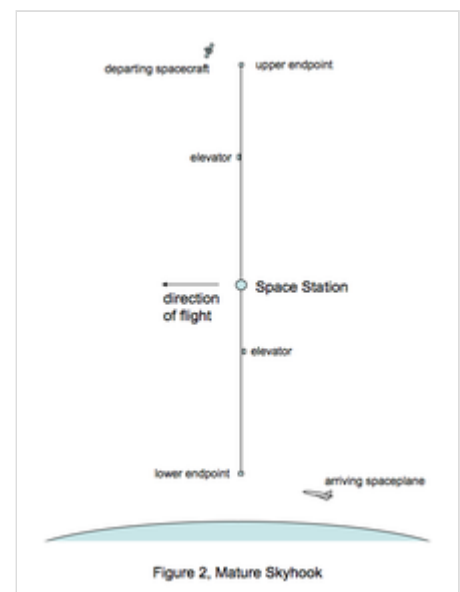 departing spacecraft
upper endpoint
elevator
Space Station
direction
of flight
elevator
lower endpoint
arriving spaceplane
Figure 2, Mature Skyhook